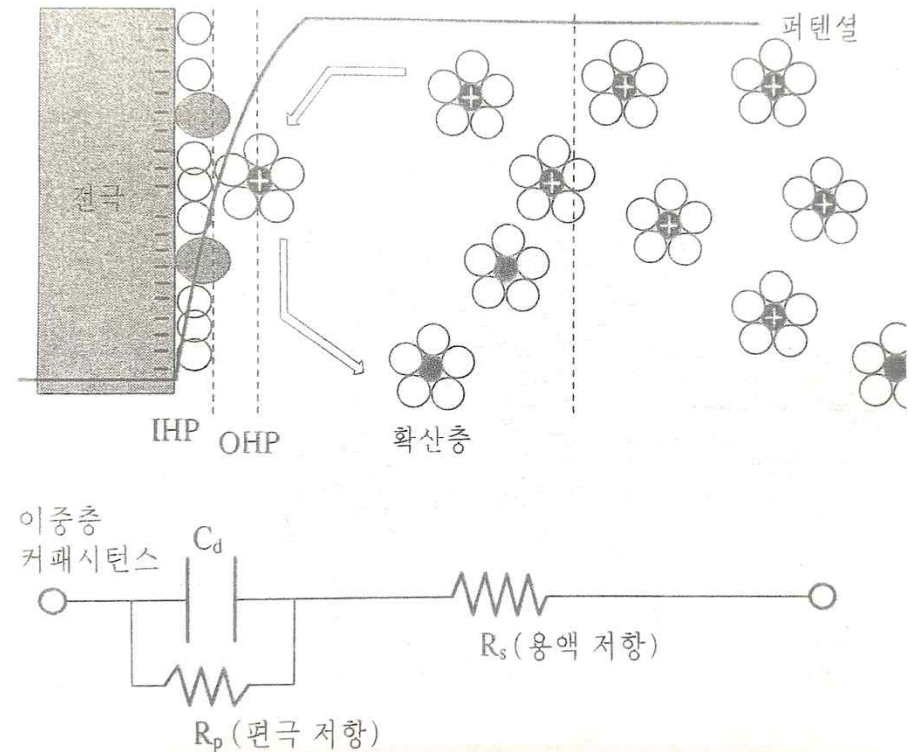 퍼텐셜
전극
IHP
OHP
확산층
이중층
커패시턴스
C_d
R_s (용액 저항)
R_p (편극 저항)